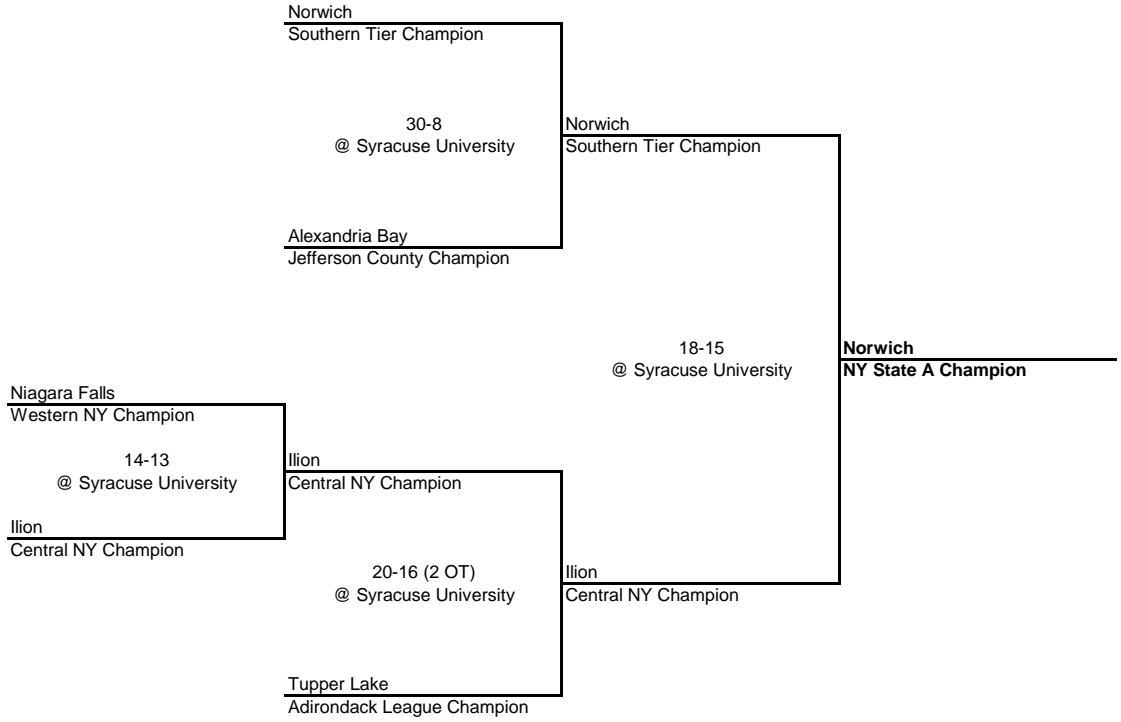 Norwich
Southern Tier Champion
30-8
@ Syracuse University
Norwich
Southern Tier Champion
Alexandria Bay
Jefferson County Champion
18-15
@ Syracuse University
Norwich
NY State A Champion
Niagara Falls
Western NY Champion
14-13
@ Syracuse University
Ilion
Central NY Champion
Ilion
Central NY Champion
20-16 (2 OT)
@ Syracuse University
Ilion
Central NY Champion
Tupper Lake
Adirondack League Champion